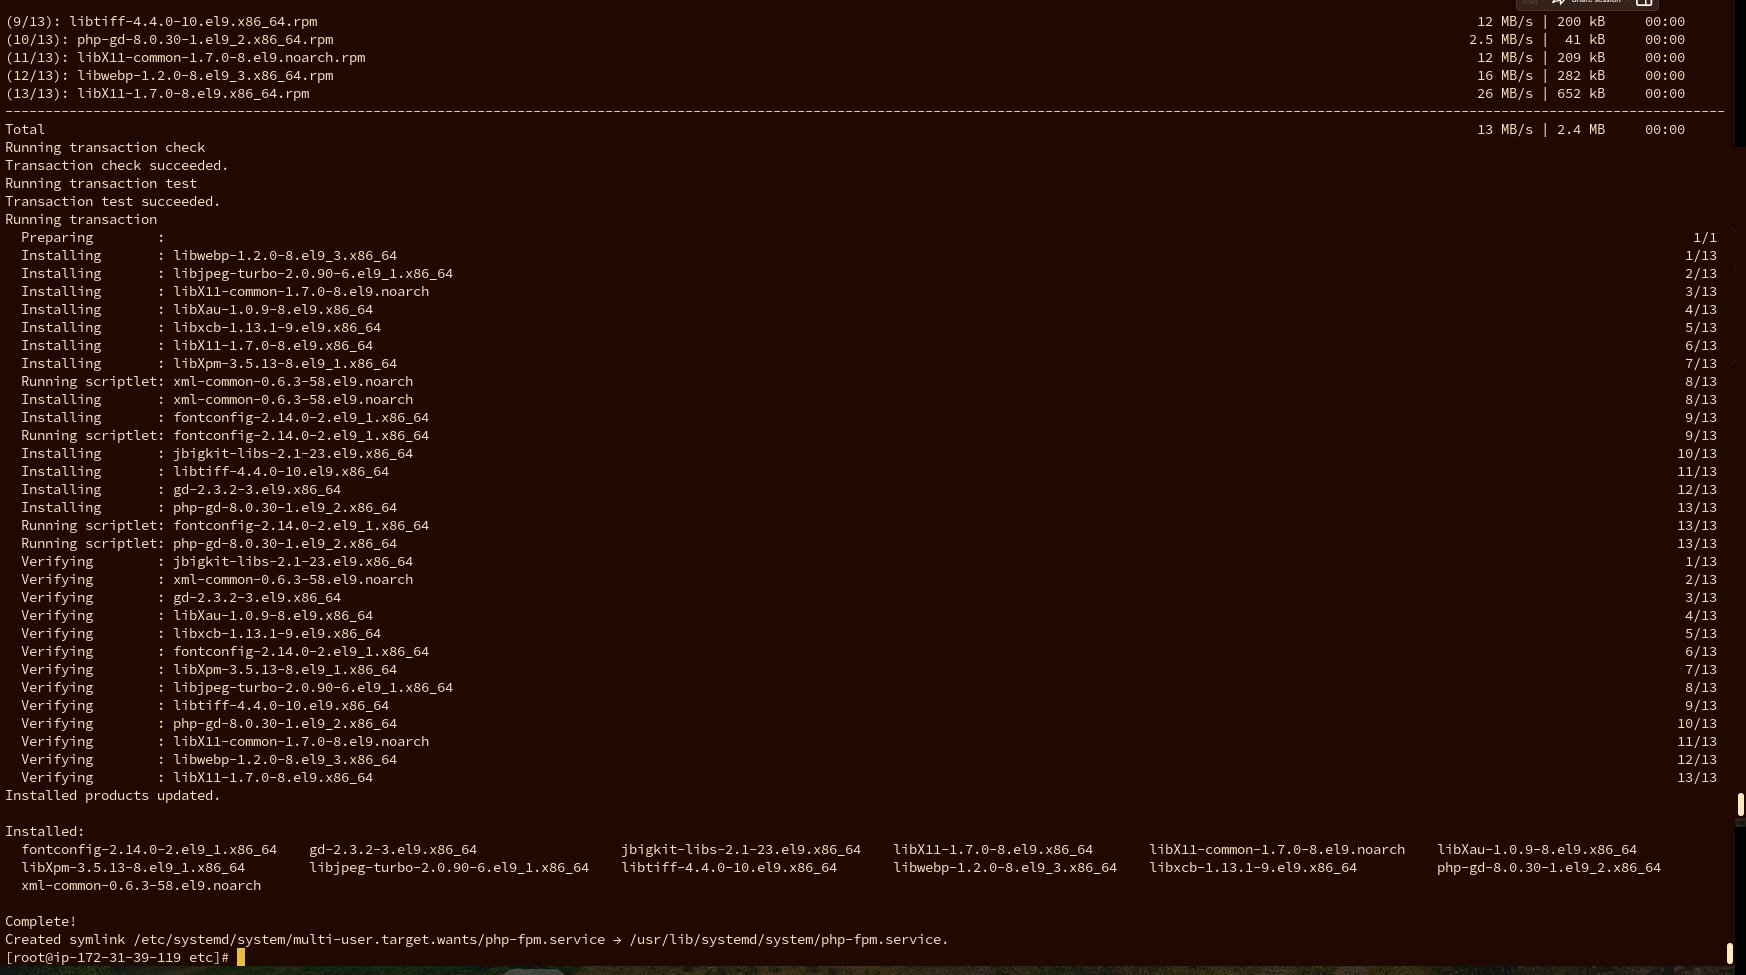 Share session
(9/13): libtiff-4.4.0-10.el9.x86_64.rpm 12 MB/s | 200 kB 00:00
(10/13): php-gd-8.0.30-1.el9_2.x86_64.rpm 2.5 MB/s | 41 kB 00:00
(11/13): libX11-common-1.7.0-8.el9.noarch.rpm 12 MB/s | 209 kB 00:00
(12/13): libwebp-1.2.0-8.el9_3.x86_64.rpm 16 MB/s | 282 kB 00:00
(13/13): libX11-1.7.0-8.el9.x86_64.rpm 26 MB/s | 652 kB 00:00
--------------------------------------------------------------------------------
Total 13 MB/s | 2.4 MB 00:00
Running transaction check
Transaction check succeeded.
Running transaction test
Transaction test succeeded.
Running transaction
Preparing : 1/1
Installing : libwebp-1.2.0-8.el9_3.x86_64 1/13
Installing : libjpeg-turbo-2.0.90-6.el9_1.x86_64 2/13
Installing : libX11-common-1.7.0-8.el9.noarch 3/13
Installing : libXau-1.0.9-8.el9.x86_64 4/13
Installing : libxcb-1.13.1-9.el9.x86_64 5/13
Installing : libX11-1.7.0-8.el9.x86_64 6/13
Installing : libXpm-3.5.13-8.el9_1.x86_64 7/13
Running scriptlet: xml-common-0.6.3-58.el9.noarch 8/13
Installing : xml-common-0.6.3-58.el9.noarch 8/13
Installing : fontconfig-2.14.0-2.el9_1.x86_64 9/13
Running scriptlet: fontconfig-2.14.0-2.el9_1.x86_64 9/13
Installing : jbigkit-libs-2.1-23.el9.x86_64 10/13
Installing : libtiff-4.4.0-10.el9.x86_64 11/13
Installing : gd-2.3.2-3.el9.x86_64 12/13
Installing : php-gd-8.0.30-1.el9_2.x86_64 13/13
Running scriptlet: fontconfig-2.14.0-2.el9_1.x86_64 13/13
Running scriptlet: php-gd-8.0.30-1.el9_2.x86_64 13/13
Verifying : jbigkit-libs-2.1-23.el9.x86_64 1/13
Verifying : xml-common-0.6.3-58.el9.noarch 2/13
Verifying : gd-2.3.2-3.el9.x86_64 3/13
Verifying : libXau-1.0.9-8.el9.x86_64 4/13
Verifying : libxcb-1.13.1-9.el9.x86_64 5/13
Verifying : fontconfig-2.14.0-2.el9_1.x86_64 6/13
Verifying : libXpm-3.5.13-8.el9_1.x86_64 7/13
Verifying : libjpeg-turbo-2.0.90-6.el9_1.x86_64 8/13
Verifying : libtiff-4.4.0-10.el9.x86_64 9/13
Verifying : php-gd-8.0.30-1.el9_2.x86_64 10/13
Verifying : libX11-common-1.7.0-8.el9.noarch 11/13
Verifying : libwebp-1.2.0-8.el9_3.x86_64 12/13
Verifying : libX11-1.7.0-8.el9.x86_64 13/13
Installed products updated.
Installed:
fontconfig-2.14.0-2.el9_1.x86_64 gd-2.3.2-3.el9.x86_64 jbigkit-libs-2.1-23.el9.x86_64 libX11-1.7.0-8.el9.x86_64 libX11-common-1.7.0-8.el9.noarch libXau-1.0.9-8.el9.x86_64
libXpm-3.5.13-8.el9_1.x86_64 libjpeg-turbo-2.0.90-6.el9_1.x86_64 libtiff-4.4.0-10.el9.x86_64 libwebp-1.2.0-8.el9_3.x86_64 libxcb-1.13.1-9.el9.x86_64 php-gd-8.0.30-1.el9_2.x86_64
xml-common-0.6.3-58.el9.noarch
Complete!
Created symlink /etc/systemd/system/multi-user.target.wants/php-fpm.service → /usr/lib/systemd/system/php-fpm.service.
[root@ip-172-31-39-119 etc]#